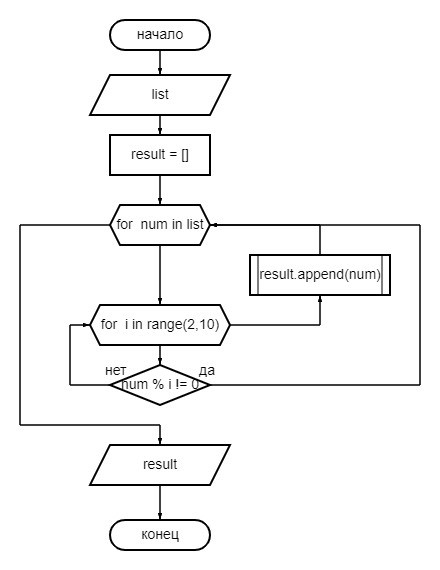 начало
list
result = []
for  num in list
result.append(num)
for  i in range(2,10)
нет
да
num % i != 0
result
конец